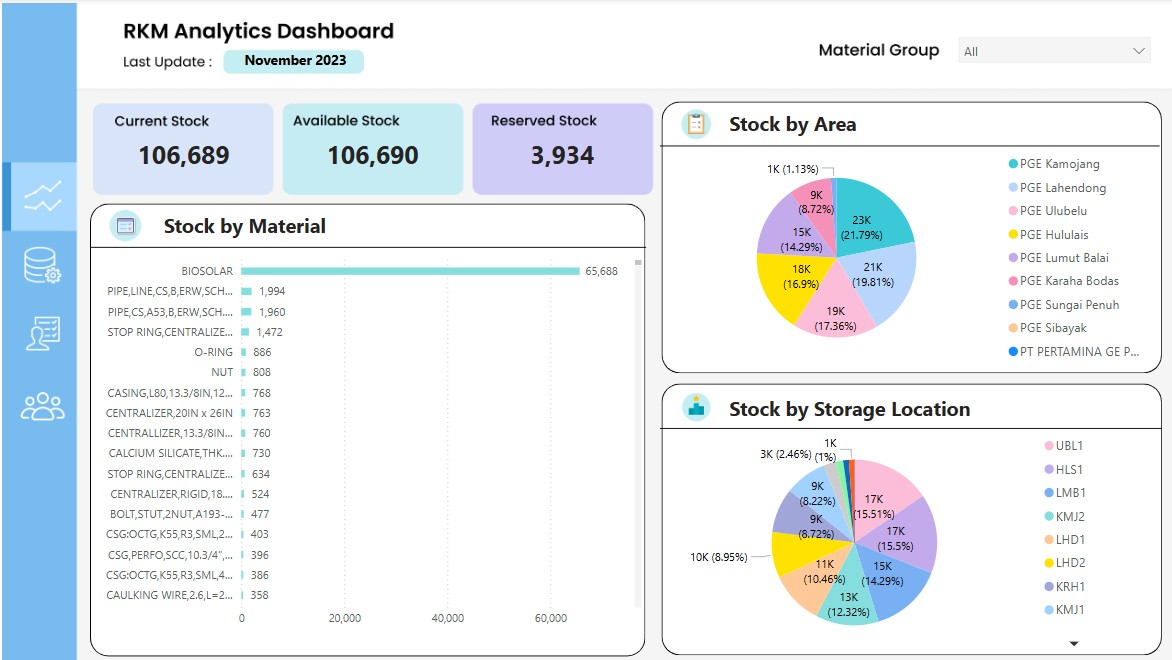 RKM Analytics Dashboard
Last Update :
November 2023
Material Group
All
Current Stock
106,689
Available Stock
106,690
Reserved Stock
3,934
Stock by Material
BIOSOLAR 65,688
PIPE,LINE,CS,B,ERW,SCH... 1,994
PIPE,CS,A53,B,ERW,SCH.... 1,960
STOP RING,CENTRALIZE... 1,472
O-RING 886
NUT 808
CASING,L80,13.3/8IN,12... 768
CENTRALIZER,20IN x 26IN 763
CENTRALLIZER,13.3/8IN... 760
CALCIUM SILICATE,THK.... 730
STOP RING,CENTRALIZE... 634
CENTRALIZER,RIGID,18.... 524
BOLT,STUT,2NUT,A193-... 477
CSG:OCTG,K55,R3,SML,2... 403
CSG,PERFO,SCC,10.3/4",... 396
CSG:OCTG,K55,R3,SML,4... 386
CAULKING WIRE,2.6,L=2... 358
0 20,000 40,000 60,000
Stock by Area
1K (1.13%)
23K
(21.79%)
21K
(19.81%)
19K
(17.36%)
18K
(16.9%)
15K
(14.29%)
9K
(8.72%)
PGE Kamojang
PGE Lahendong
PGE Ulubelu
PGE Hululais
PGE Lumut Balai
PGE Karaha Bodas
PGE Sungai Penuh
PGE Sibayak
PT PERTAMINA GE P...
Stock by Storage Location
1K
(1%)
3K (2.46%)
17K
(15.51%)
17K
(15.5%)
15K
(14.29%)
13K
(12.32%)
11K
(10.46%)
10K (8.95%)
9K
(8.72%)
9K
(8.22%)
UBL1
HLS1
LMB1
KMJ2
LHD1
LHD2
KRH1
KMJ1